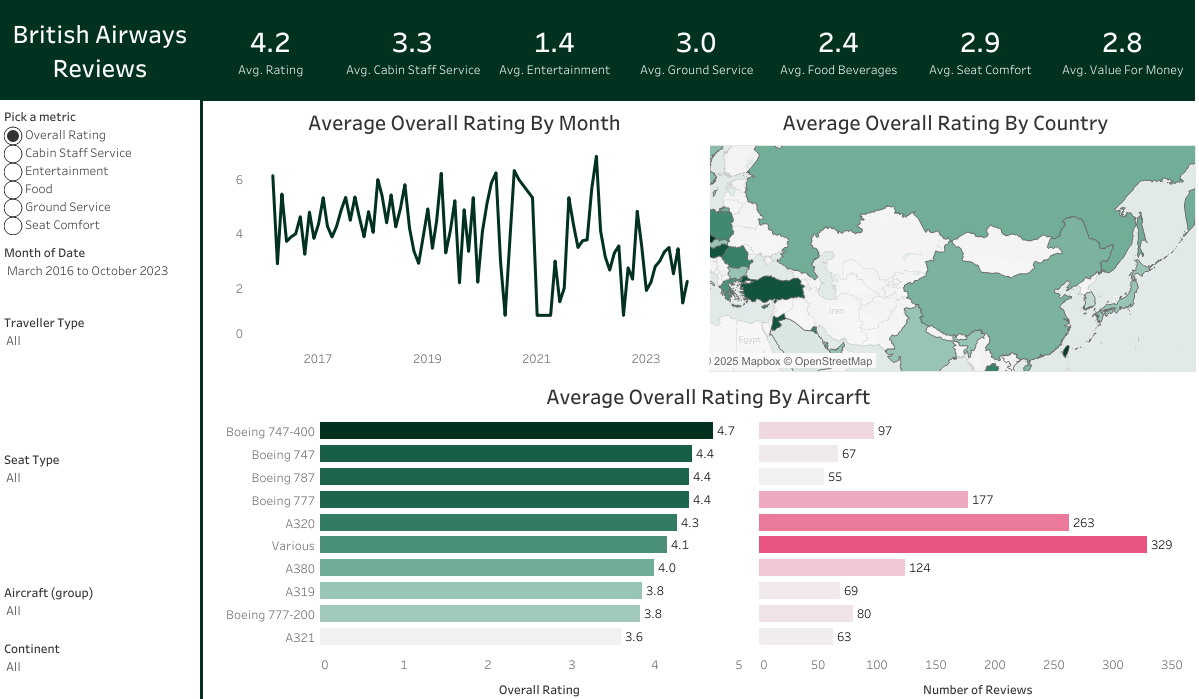 British Airways
Reviews
4.2
Avg. Rating
3.3
Avg. Cabin Staff Service
1.4
Avg. Entertainment
3.0
Avg. Ground Service
2.4
Avg. Food Beverages
2.9
Avg. Seat Comfort
2.8
Avg. Value For Money
Pick a metric
Overall Rating
Cabin Staff Service
Entertainment
Food
Ground Service
Seat Comfort
Month of Date
March 2016 to October 2023
Traveller Type
All
Seat Type
All
Aircraft (group)
All
Continent
All
Average Overall Rating By Month
6
4
2
0
2017 2019 2021 2023
Average Overall Rating By Country
Iran
Egypt
2025 Mapbox © OpenStreetMap
Average Overall Rating By Aircarft
Boeing 747-400 4.7 97
Boeing 747 4.4 67
Boeing 787 4.4 55
Boeing 777 4.4 177
A320 4.3 263
Various 4.1 329
A380 4.0 124
A319 3.8 69
Boeing 777-200 3.8 80
A321 3.6 63
0 1 2 3 4 5 0 50 100 150 200 250 300 350
Overall Rating Number of Reviews